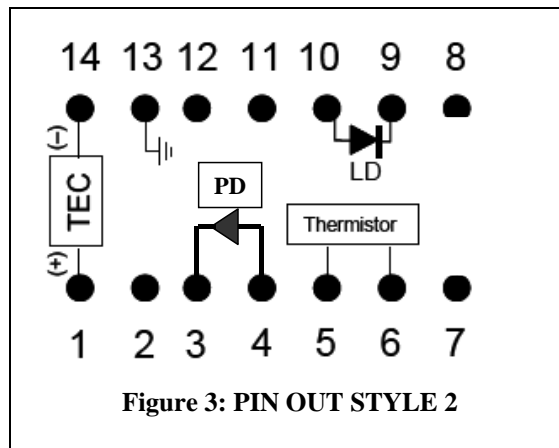 14 13 12 11 10 9 8
(-)
TEC
(+)
LD
PD
Thermistor
1 2 3 4 5 6 7
Figure 3: PIN OUT STYLE 2